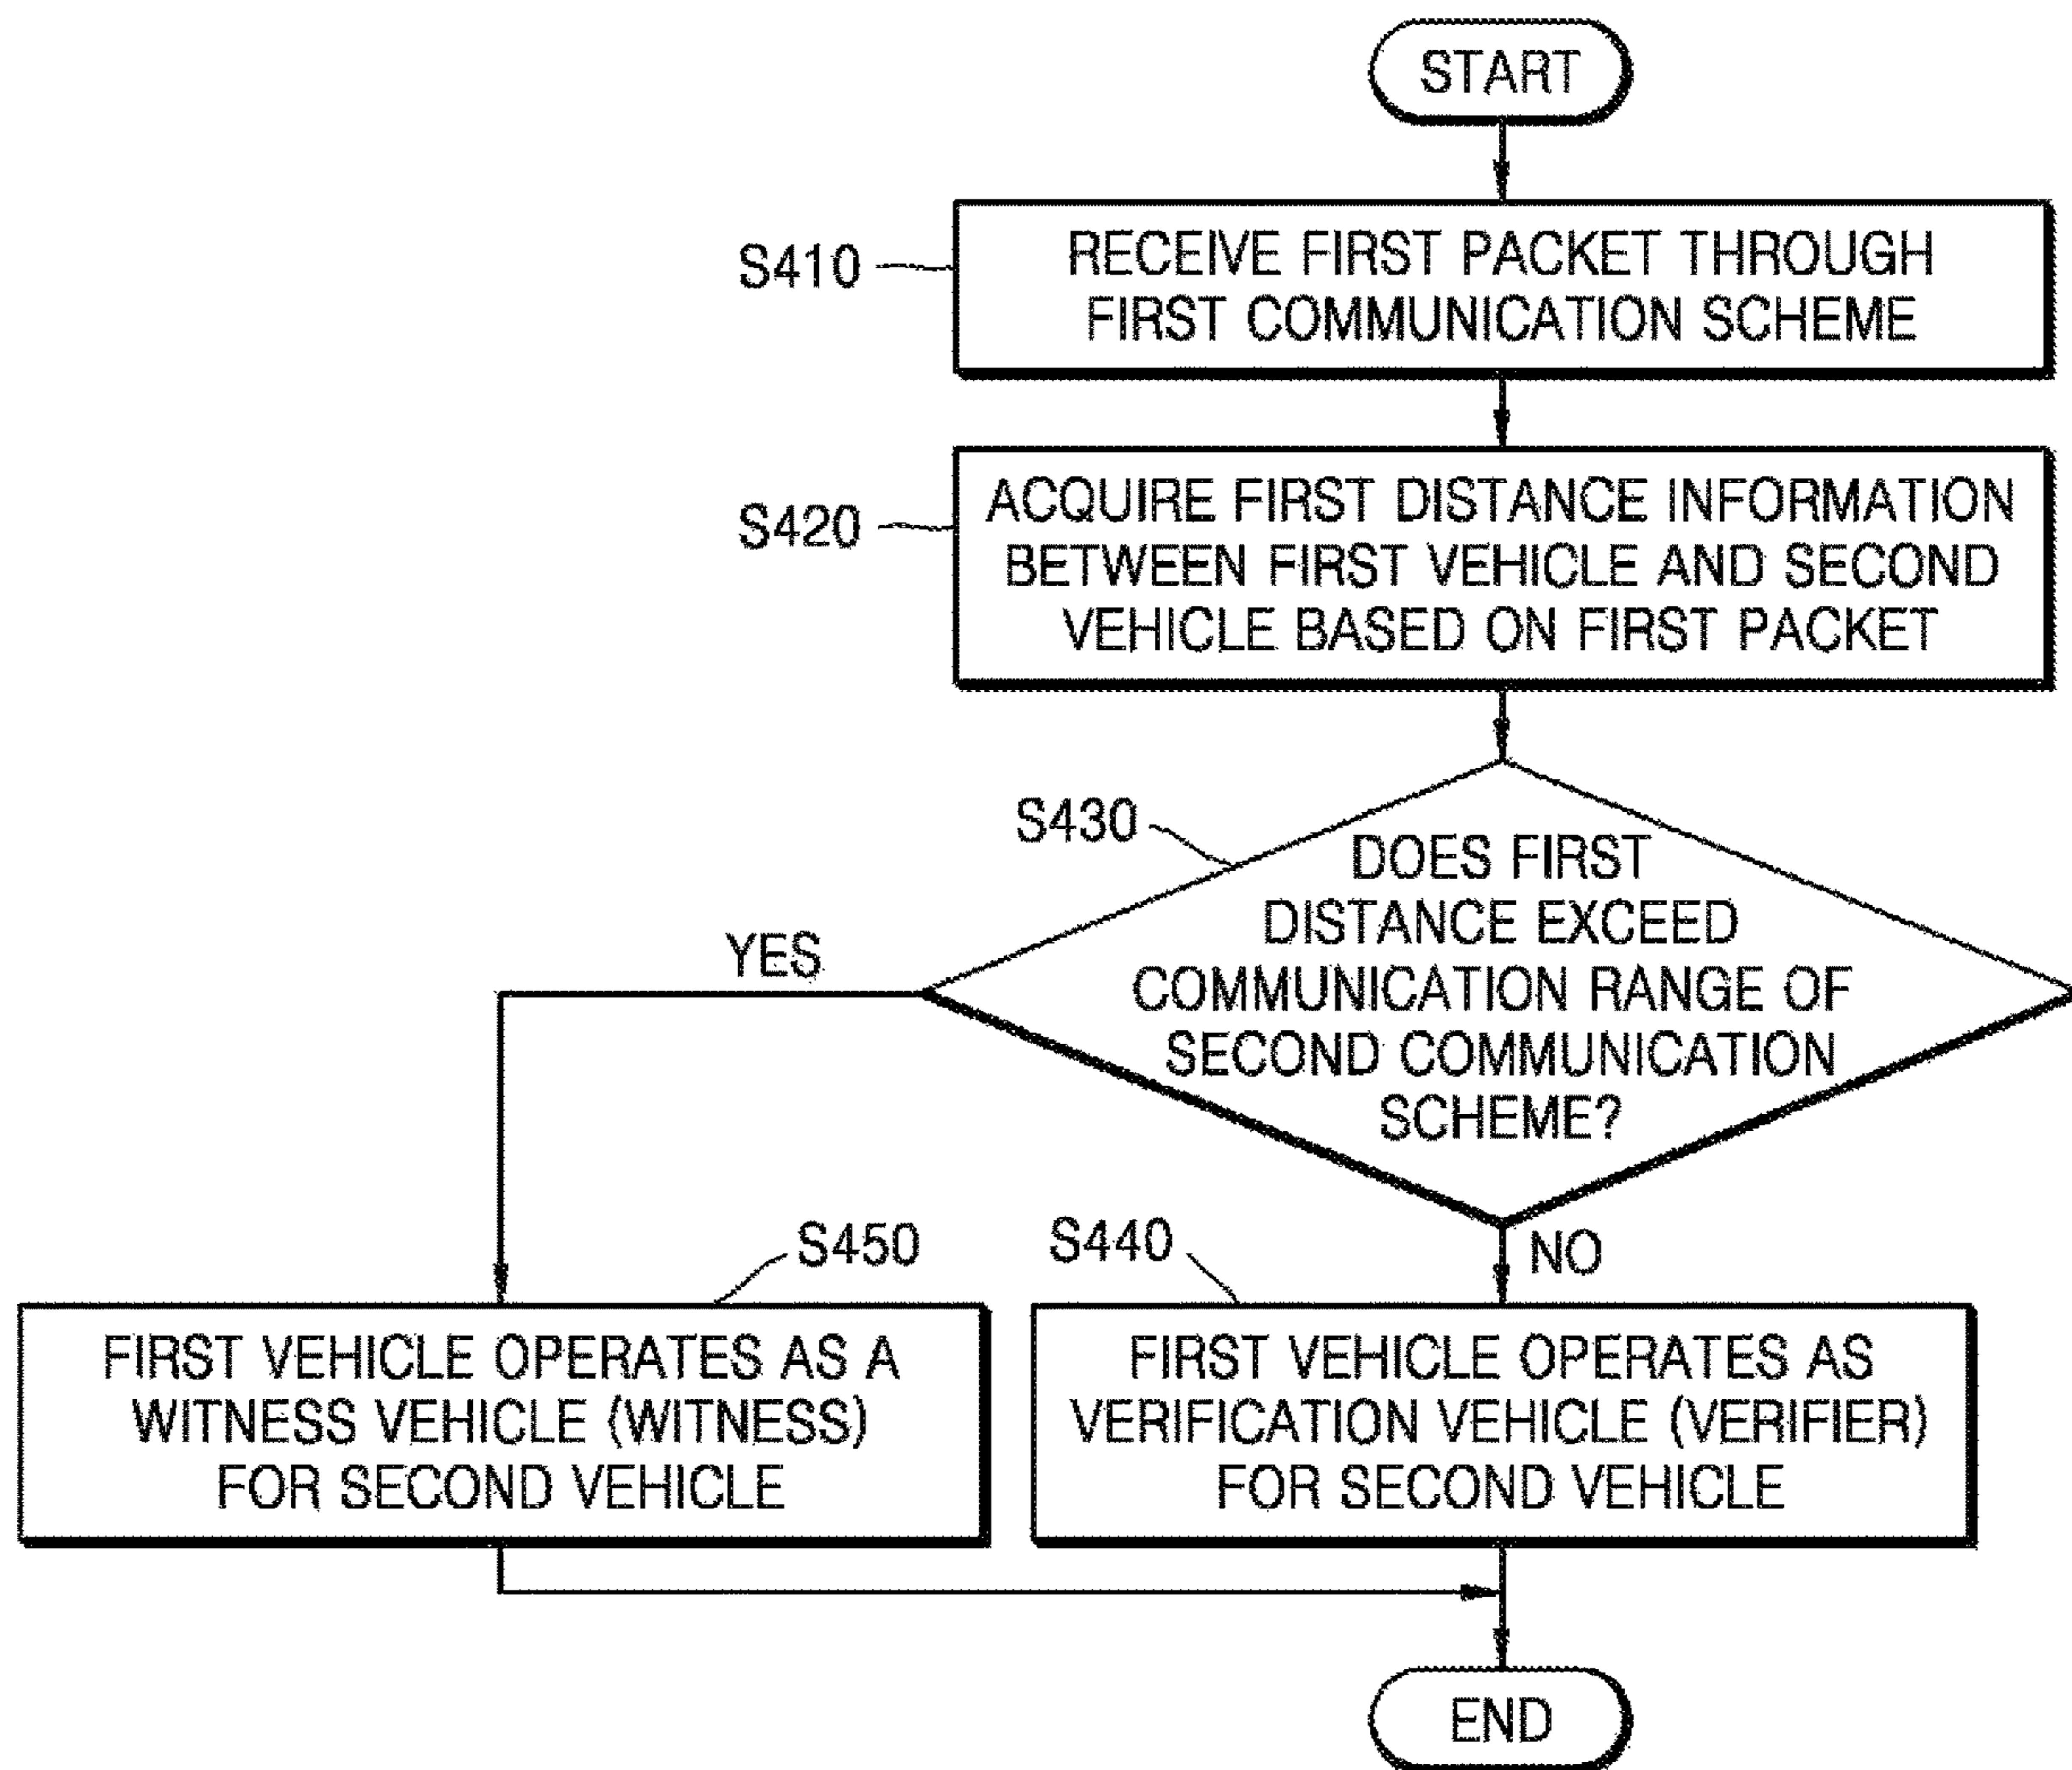 START
S410
RECEIVE FIRST PACKET THROUGH
FIRST COMMUNICATION SCHEME
S420
ACQUIRE FIRST DISTANCE INFORMATION
BETWEEN FIRST VEHICLE AND SECOND
VEHICLE BASED ON FIRST PACKET
S430
DOES FIRST
DISTANCE EXCEED
COMMUNICATION RANGE OF
SECOND COMMUNICATION
SCHEME?
YES
NO
S450
FIRST VEHICLE OPERATES AS A
WITNESS VEHICLE (WITNESS)
FOR SECOND VEHICLE
S440
FIRST VEHICLE OPERATES AS
VERIFICATION VEHICLE (VERIFIER)
FOR SECOND VEHICLE
END